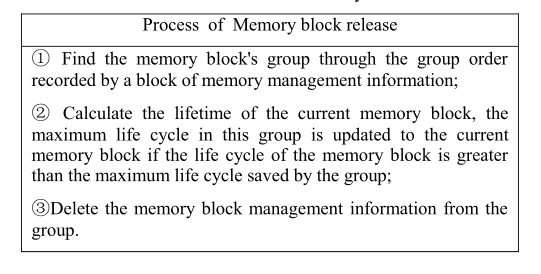 Process of Memory block release
① Find the memory block's group through the group order
recorded by a block of memory management information;
② Calculate the lifetime of the current memory block, the
maximum life cycle in this group is updated to the current
memory block if the life cycle of the memory block is greater
than the maximum life cycle saved by the group;
③Delete the memory block management information from the
group.